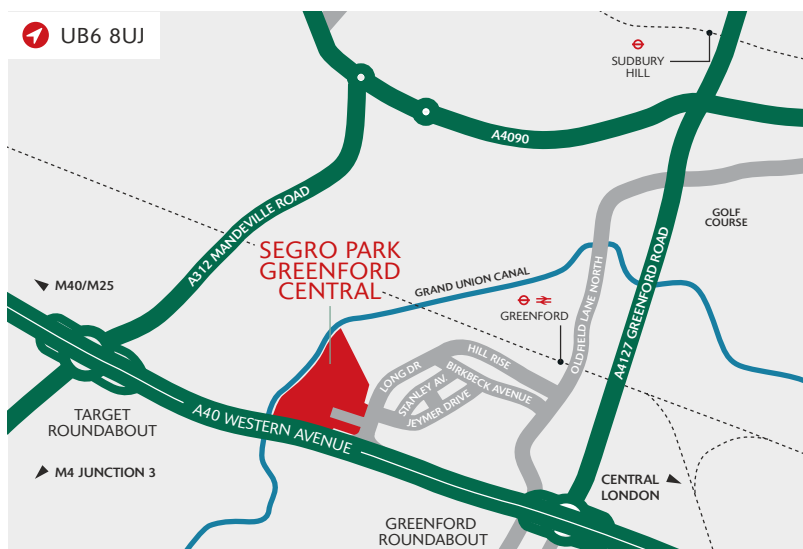 UB6 8UJ
SUDBURY
HILL
A4090
A312 MANDEVILLE ROAD
GOLF
COURSE
SEGRO PARK
GREENFORD
CENTRAL
M40/M25
GRAND UNION CANAL
GREENFORD
OLDFIELD LANE NORTH
A4127 GREENFORD ROAD
HILL RISE
LONG DR
STANLEY AV.
BIRKBECK AVENUE
JEYMER DRIVE
TARGET
ROUNDABOUT
A40 WESTERN AVENUE
M4 JUNCTION 3
CENTRAL
LONDON
GREENFORD
ROUNDABOUT